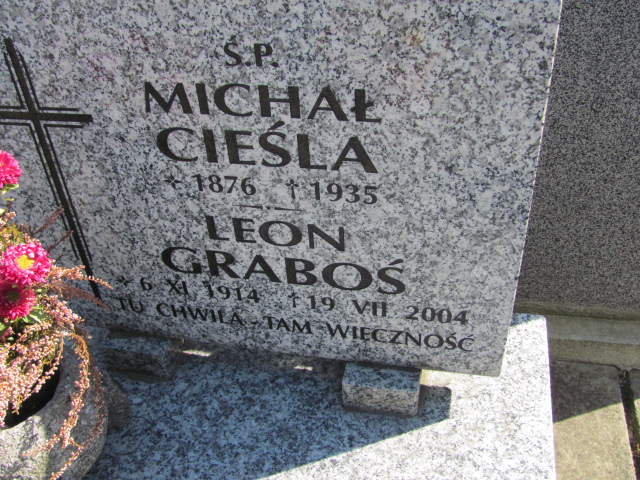 Ś.P.
MICHAŁ
CIEŚLA
* 1876 † 1935
LEON
GRABOŚ
* 6 XI 1914 † 19 VII 2004
TU CHWILA - TAM WIECZNOŚĆ